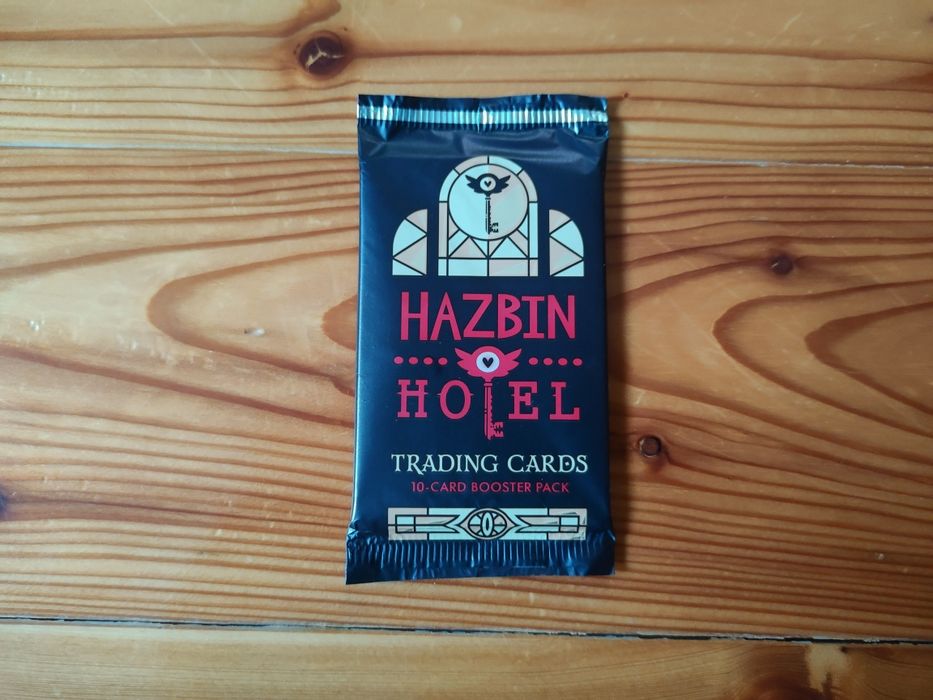 HAZBIN
HOTEL
TRADING CARDS
10-CARD BOOSTER PACK